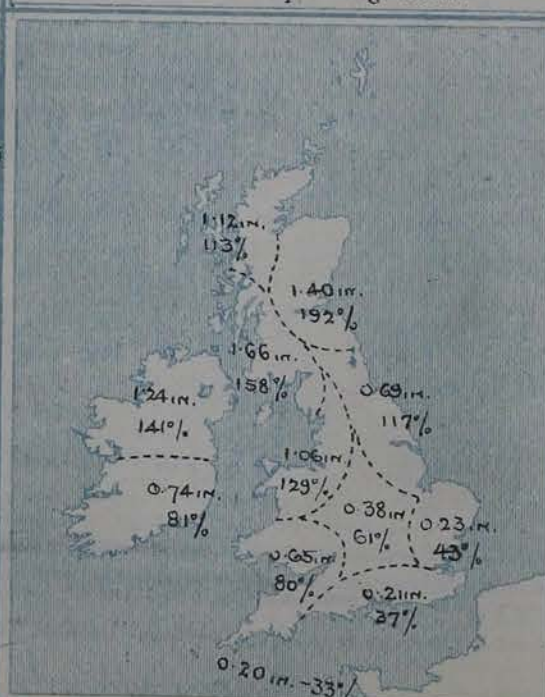 1.12 IN.
113%
1.40 IN.
192%
1.66 IN.
158%
0.69 IN.
117%
1.24 IN.
141%
1.06 IN.
129%
0.74 IN.
81%
0.38 IN
61%
0.23 IN.
43%
0.65 IN.
80%
0.21 IN.
37%
0.20 IN. - 33%